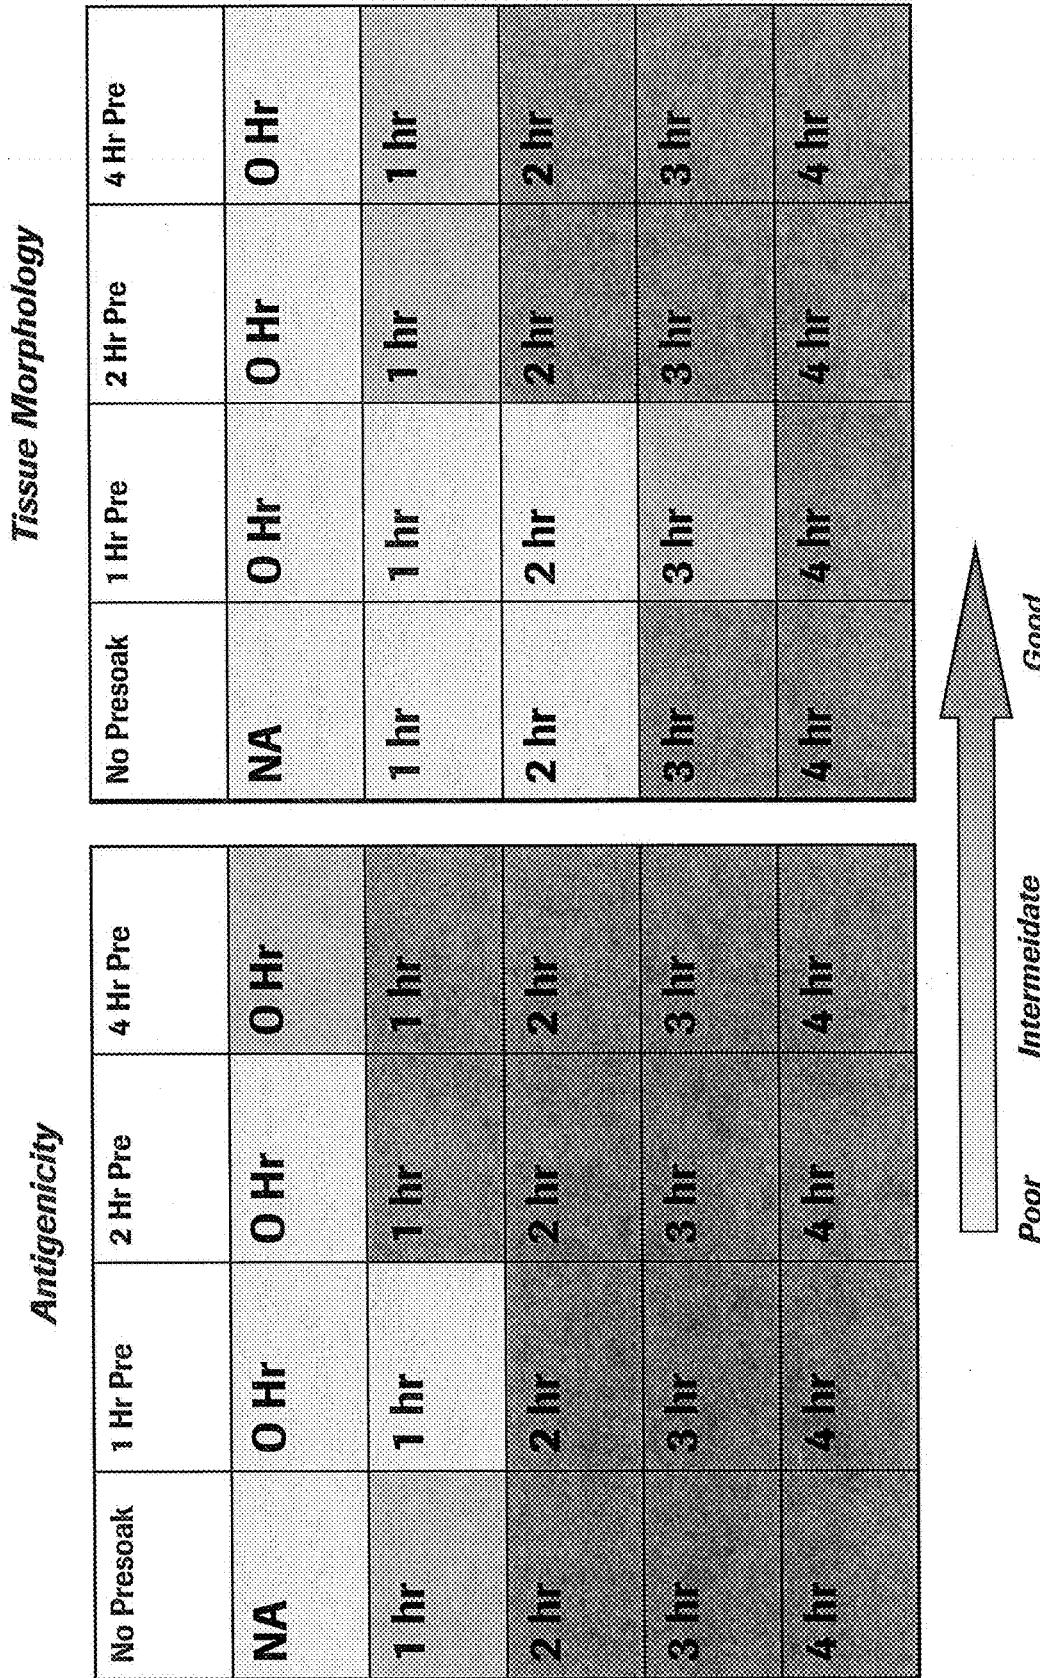 Antigenicity
No Presoak 1 Hr Pre 2 Hr Pre 4 Hr Pre
NA 0 Hr 0 Hr 0 Hr
1 hr 1 hr 1 hr 1 hr
2 hr 2 hr 2 hr 2 hr
3 hr 3 hr 3 hr 3 hr
4 hr 4 hr 4 hr 4 hr
Tissue Morphology
No Presoak 1 Hr Pre 2 Hr Pre 4 Hr Pre
NA 0 Hr 0 Hr 0 Hr
1 hr 1 hr 1 hr 1 hr
2 hr 2 hr 2 hr 2 hr
3 hr 3 hr 3 hr 3 hr
4 hr 4 hr 4 hr 4 hr
Poor Intermeidate Good